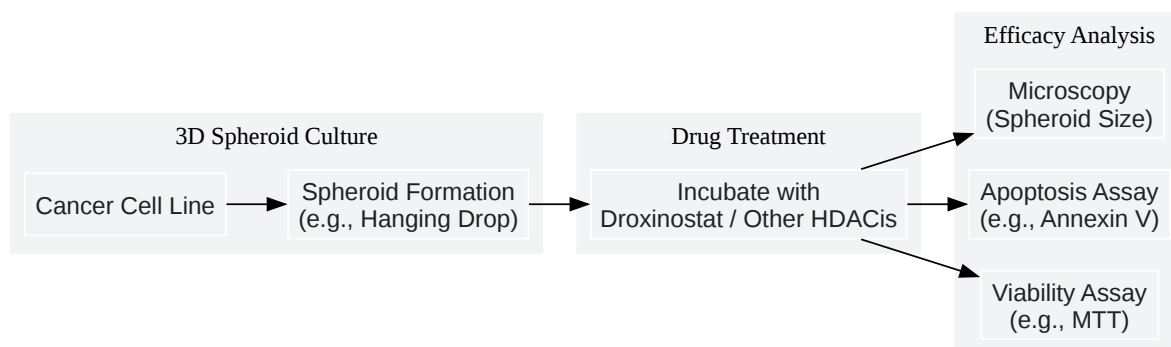 3D Spheroid Culture
Cancer Cell Line
Spheroid Formation
(e.g., Hanging Drop)
Drug Treatment
Incubate with
Droxinostat / Other HDACis
Efficacy Analysis
Microscopy
(Spheroid Size)
Apoptosis Assay
(e.g., Annexin V)
Viability Assay
(e.g., MTT)